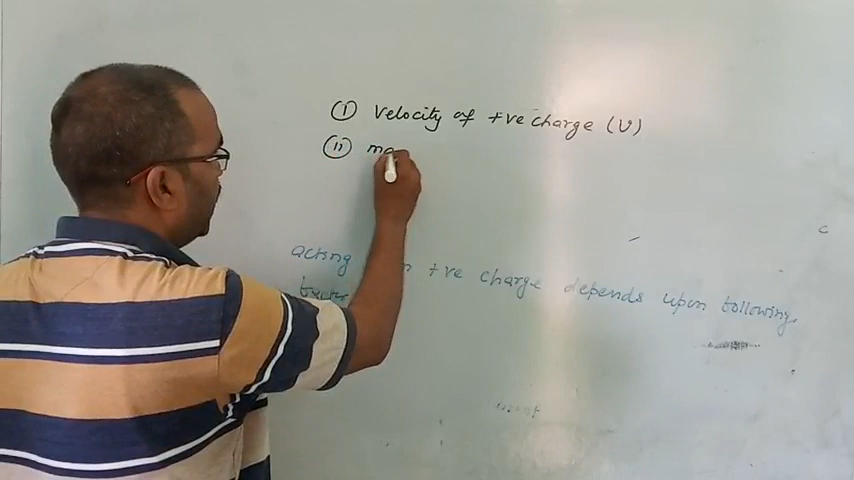 (i) Velocity of +ve charge (v)
(ii) ma
acting on +ve charge depends upon following